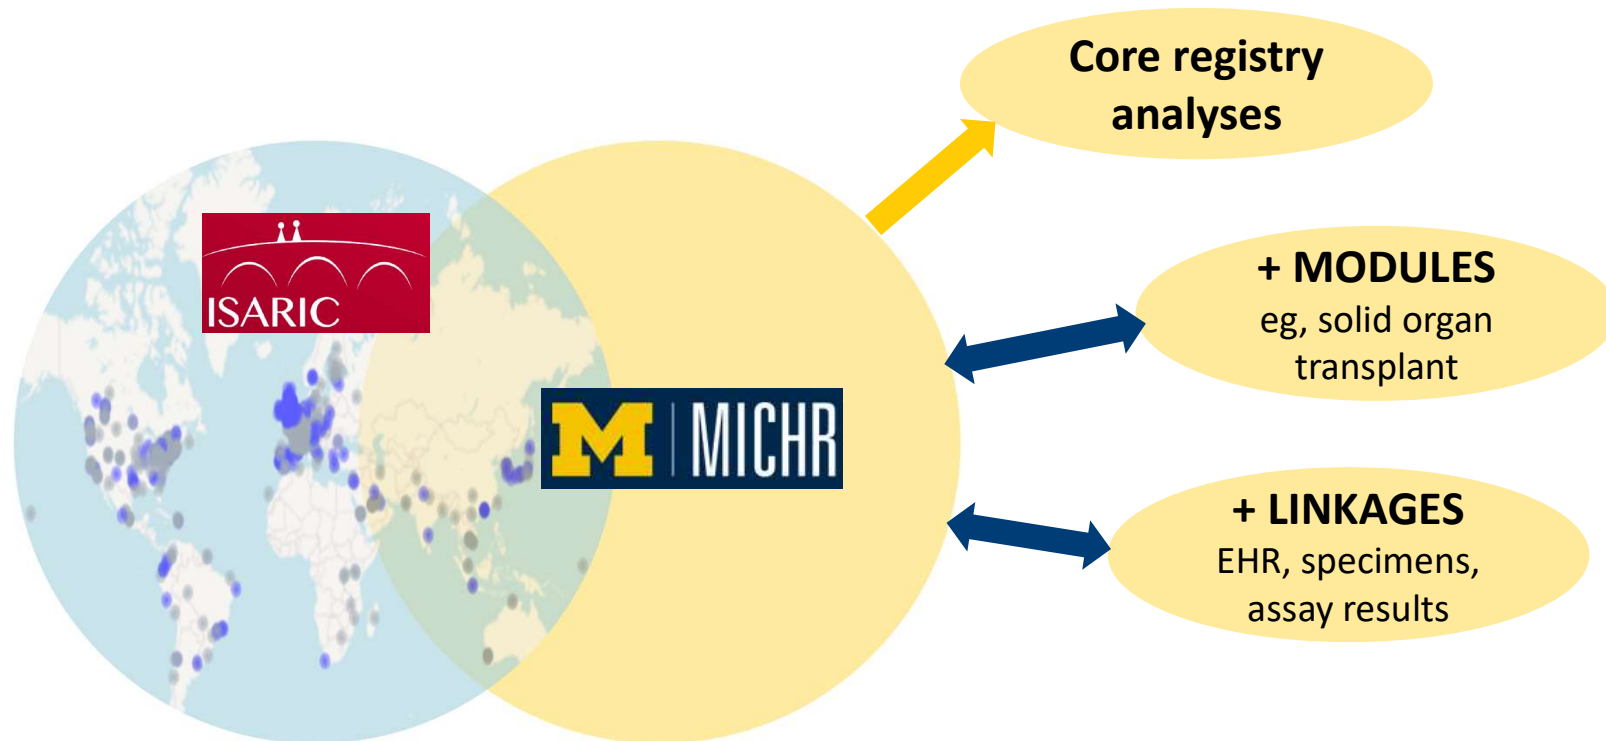 Core registry
analyses
ISARIC
+ MODULES
eg, solid organ
transplant
M | MICHR
+ LINKAGES
EHR, specimens,
assay results